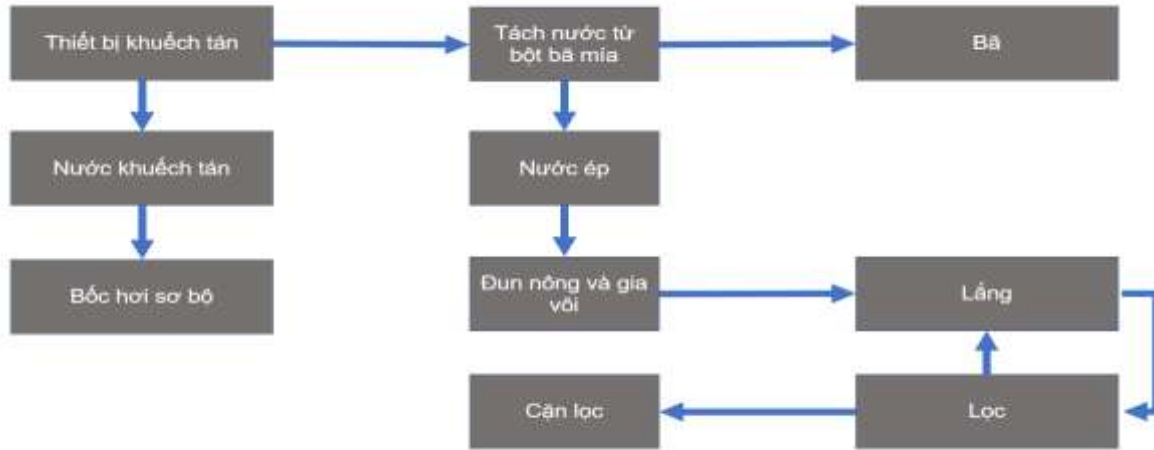 Thiết bị khuếch tán
Tách nước từ
bột bã mía
Bã
Nước khuếch tán
Nước ép
Bốc hơi sơ bộ
Đun nông và gia
vôi
Lắng
Cặn lọc
Lọc